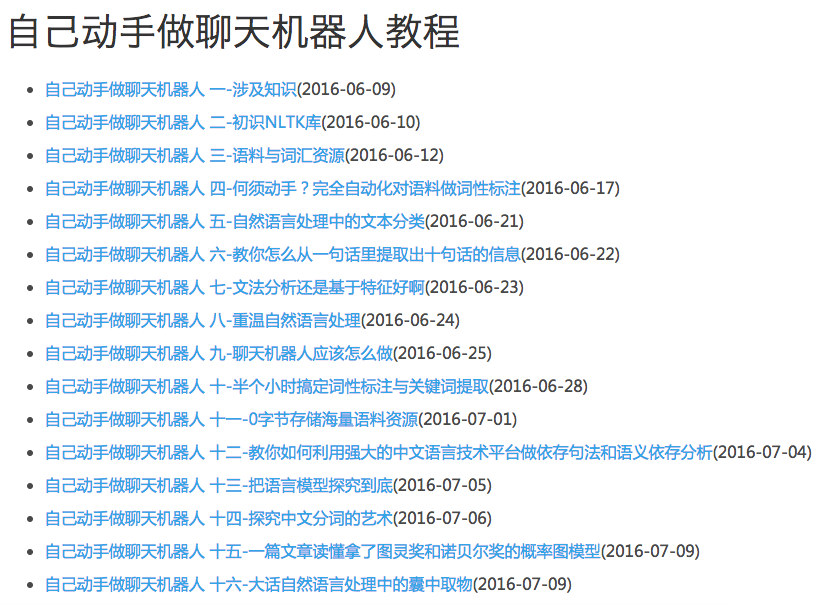 自己动手做聊天机器人教程
自己动手做聊天机器人 一-涉及知识(2016-06-09)
自己动手做聊天机器人 二-初识NLTK库(2016-06-10)
自己动手做聊天机器人 三-语料与词汇资源(2016-06-12)
自己动手做聊天机器人 四-何须动手？完全自动化对语料做词性标注(2016-06-17)
自己动手做聊天机器人 五-自然语言处理中的文本分类(2016-06-21)
自己动手做聊天机器人 六-教你怎么从一句话里提取出十句话的信息(2016-06-22)
自己动手做聊天机器人 七-文法分析还是基于特征好啊(2016-06-23)
自己动手做聊天机器人 八-重温自然语言处理(2016-06-24)
自己动手做聊天机器人 九-聊天机器人应该怎么做(2016-06-25)
自己动手做聊天机器人 十-半个小时搞定词性标注与关键词提取(2016-06-28)
自己动手做聊天机器人 十一-0字节存储海量语料资源(2016-07-01)
自己动手做聊天机器人 十二-教你如何利用强大的中文语言技术平台做依存句法和语义依存分析(2016-07-04)
自己动手做聊天机器人 十三-把语言模型探究到底(2016-07-05)
自己动手做聊天机器人 十四-探究中文分词的艺术(2016-07-06)
自己动手做聊天机器人 十五-一篇文章读懂拿了图灵奖和诺贝尔奖的概率图模型(2016-07-09)
自己动手做聊天机器人 十六-大话自然语言处理中的囊中取物(2016-07-09)